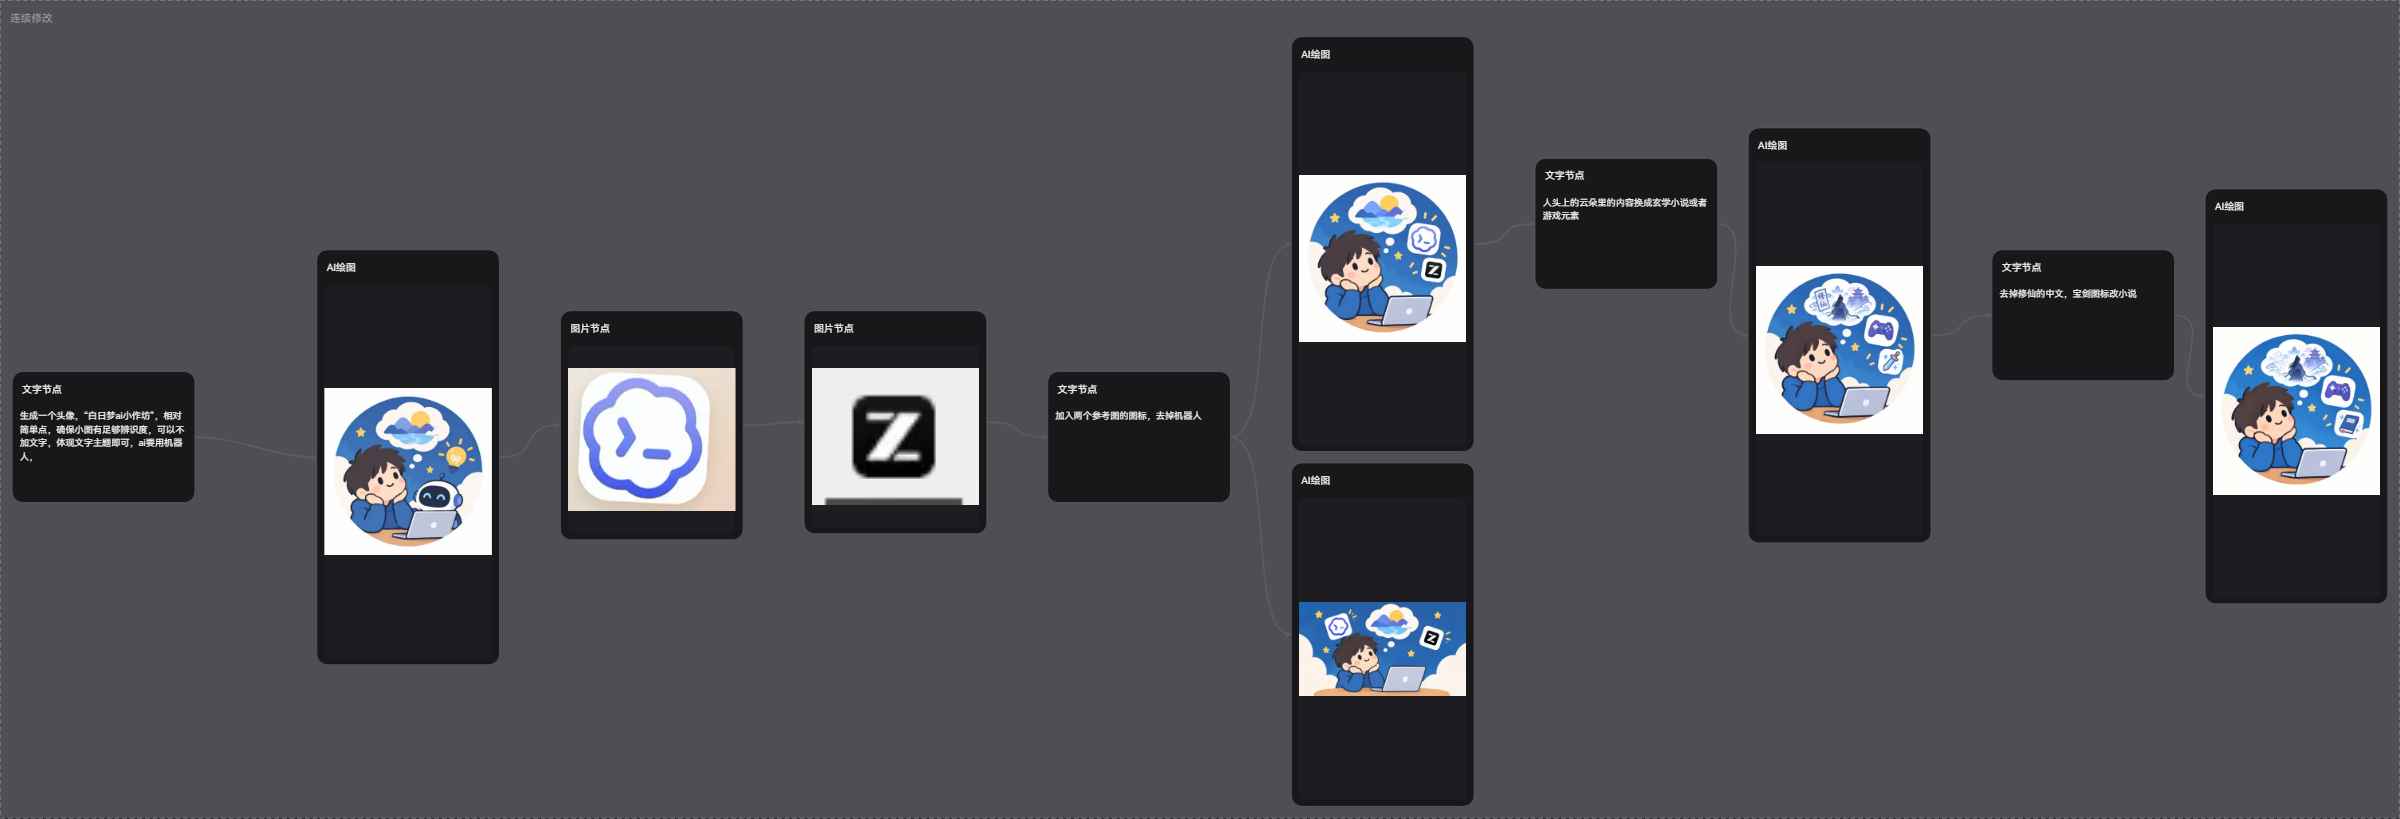 连续修改
文字节点
生成一个头像，“白日梦ai小作坊”，相对
简单点，确保小图有足够辨识度，可以不
加文字，体现文字主题即可，ai要用机器
人，
AI绘图
图片节点
图片节点
Z
文字节点
加入两个参考图的图标，去掉机器人
AI绘图
Z
AI绘图
Z
文字节点
人头上的云朵里的内容换成玄学小说或者
游戏元素
AI绘图
修仙
文字节点
去掉修仙的中文，宝剑图标改小说
AI绘图